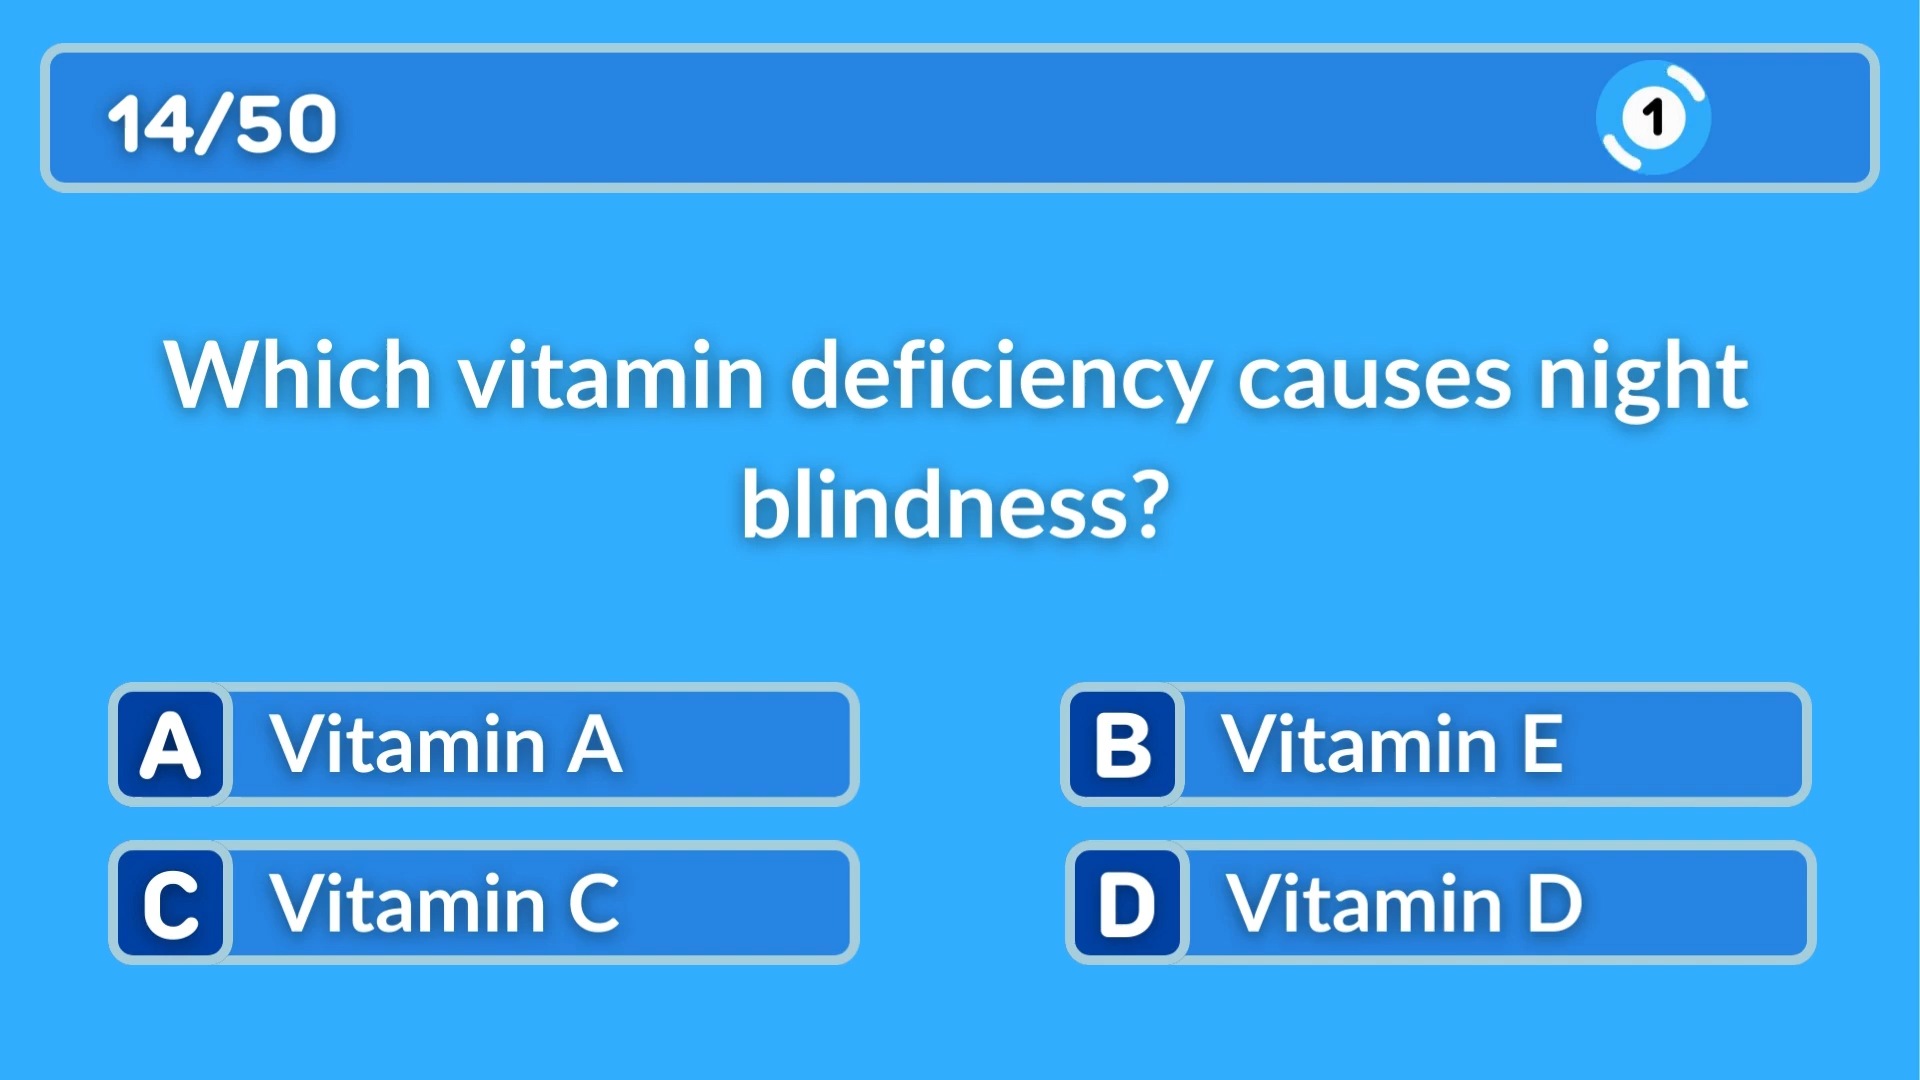 14/50
1
Which vitamin deficiency causes night
blindness?
A Vitamin A
B Vitamin E
C Vitamin C
D Vitamin D